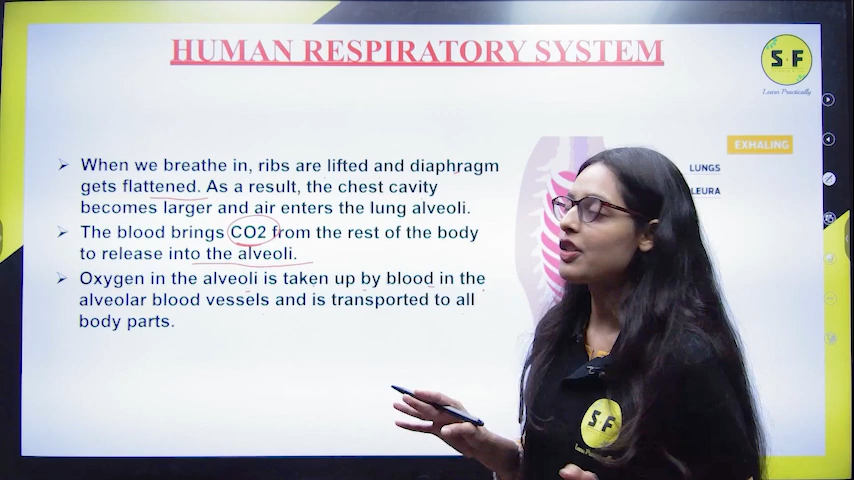 HUMAN RESPIRATORY SYSTEM
S F
Learn Practically
EXHALING
LUNGS
LEURA
When we breathe in, ribs are lifted and diaphragm
gets flattened. As a result, the chest cavity
becomes larger and air enters the lung alveoli.
The blood brings CO2 from the rest of the body
to release into the alveoli.
Oxygen in the alveoli is taken up by blood in the
alveolar blood vessels and is transported to all
body parts.
S F
Learn Practically